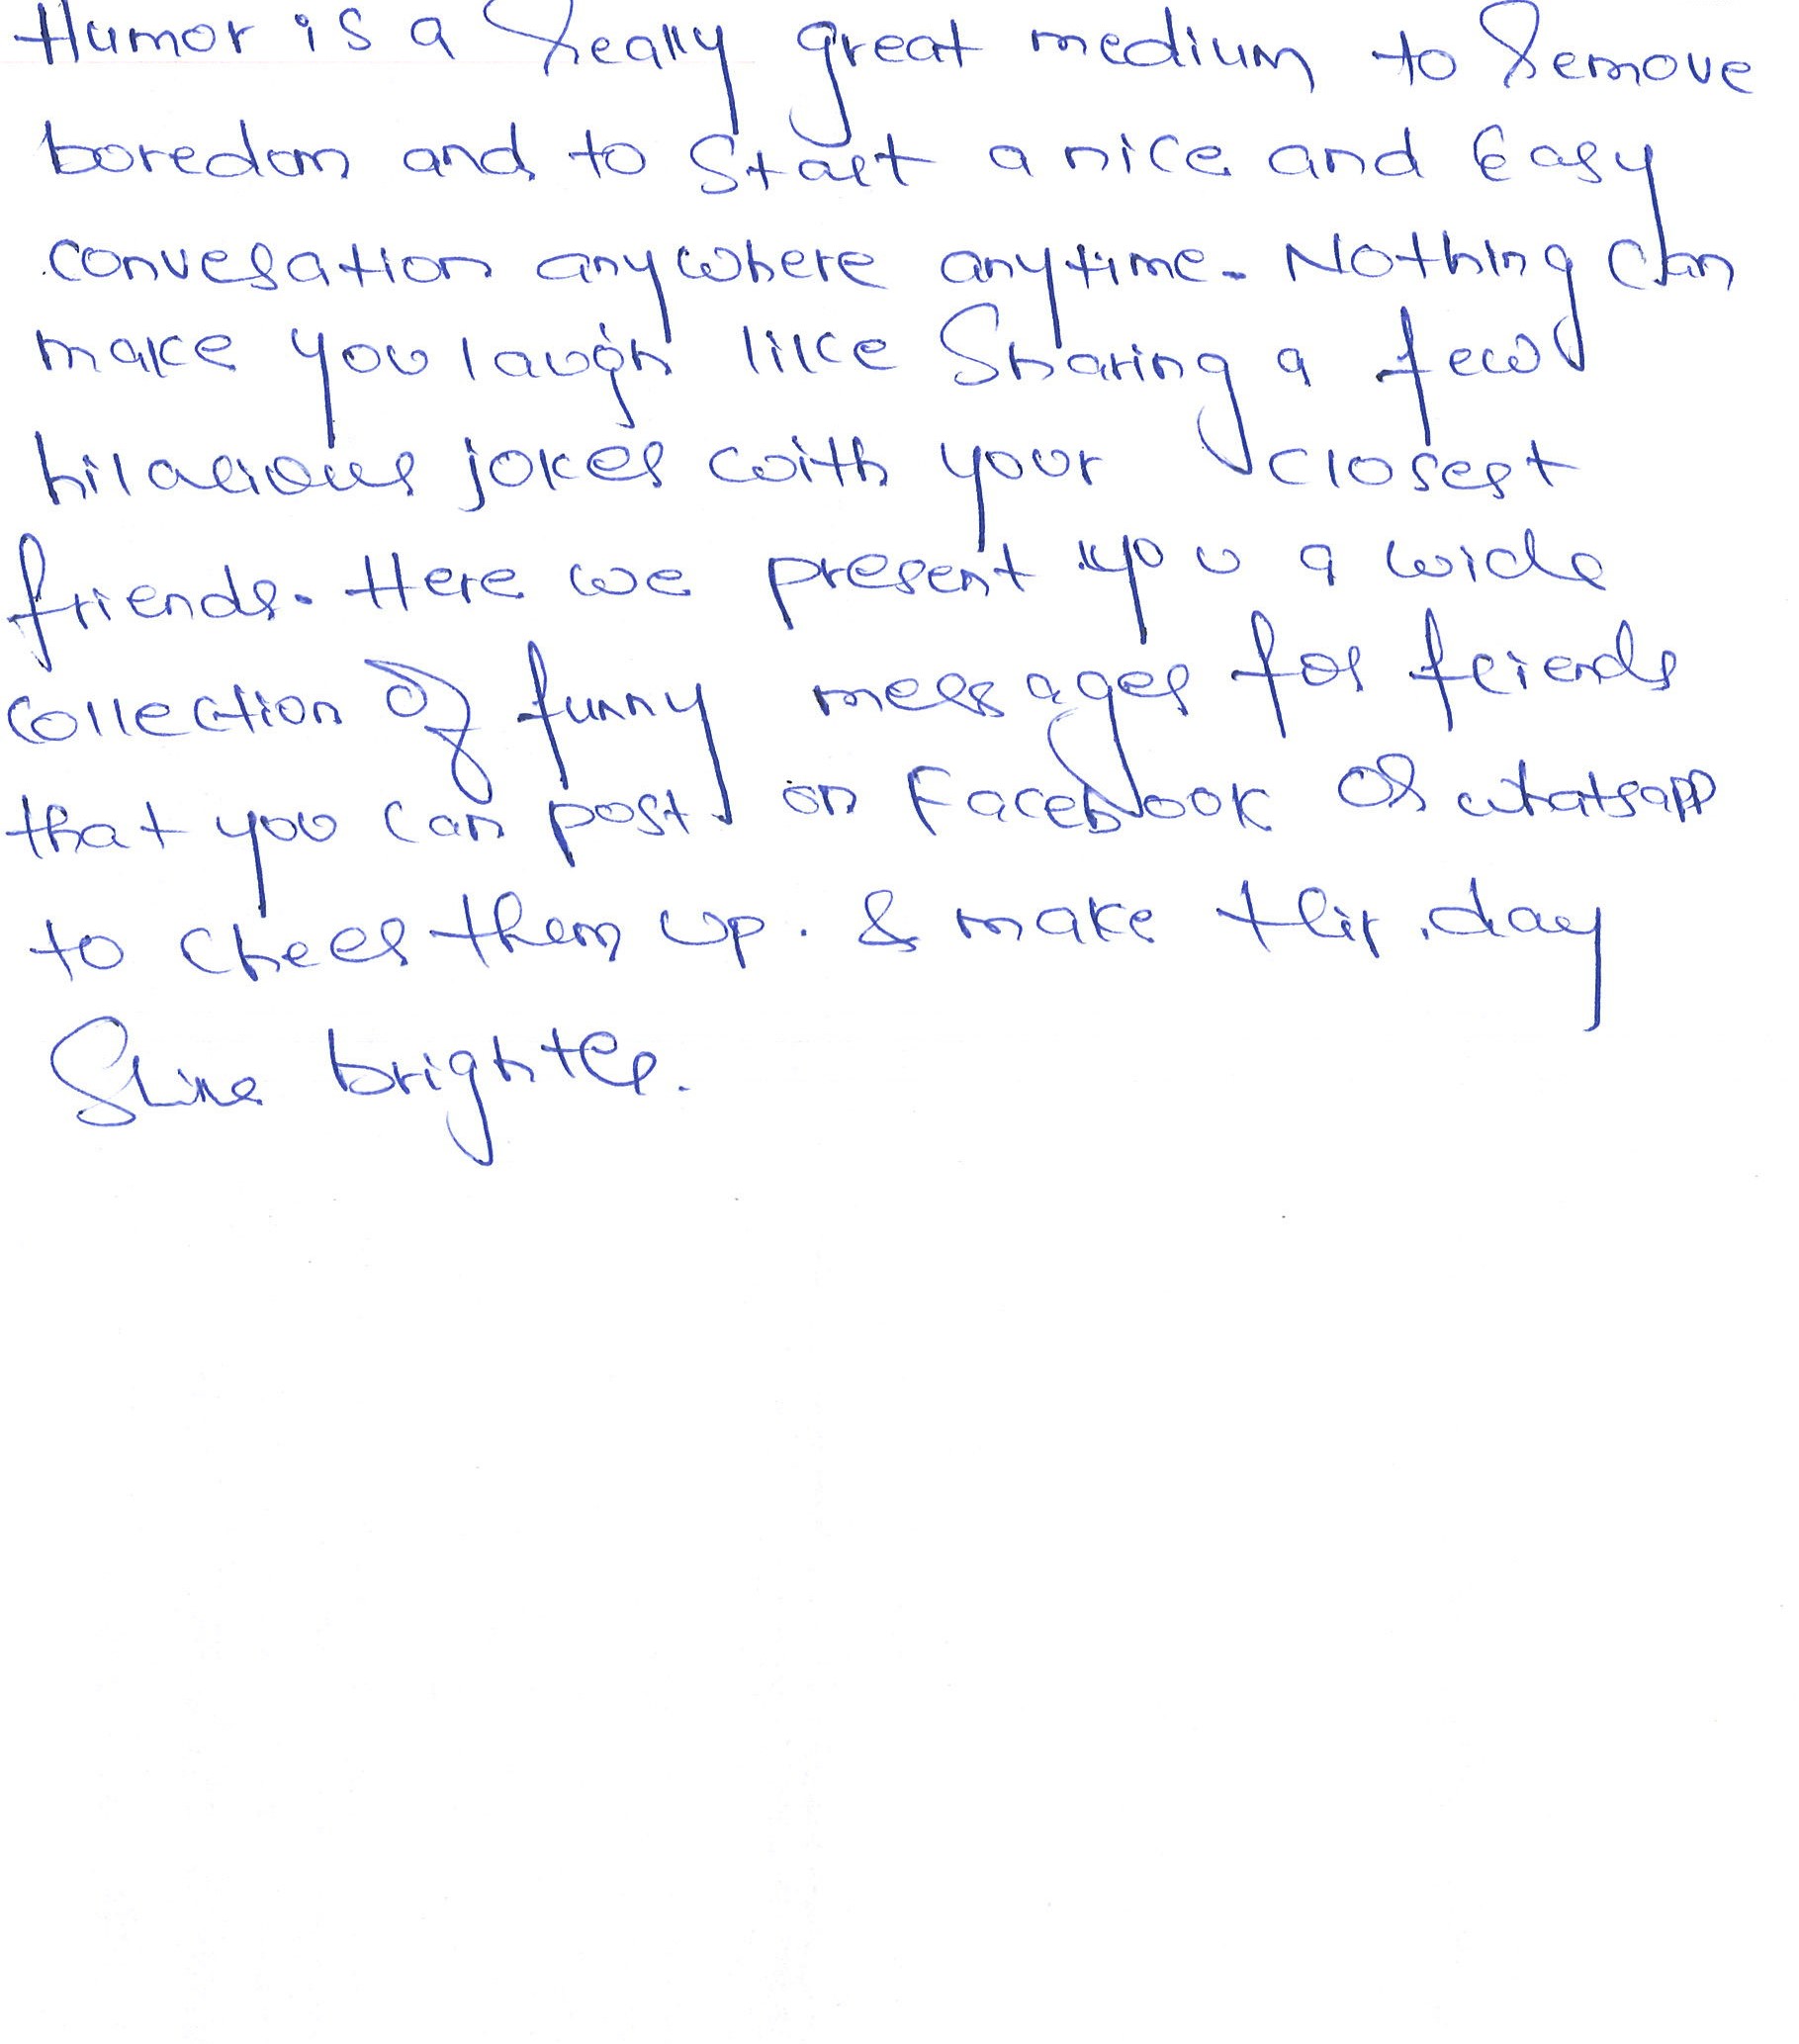 Humor is a really great medium to remove
boredom and to start a nice and Easy
convesation anywhere anytime. Nothing can
make you laugh like Sharing a few
hilarious jokes with your closest
friends. Here we present you a wide
collection of funny messages for friends
that you can post on Facebook or whatsapp
to cheer them up. & make thir day
Shine brighter.